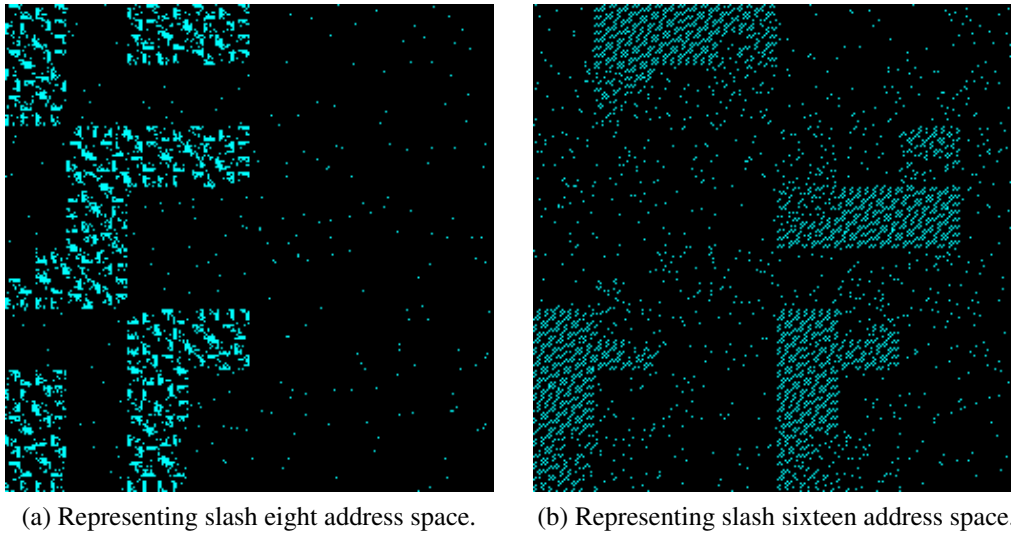 (a) Representing slash eight address space.
(b) Representing slash sixteen address space.